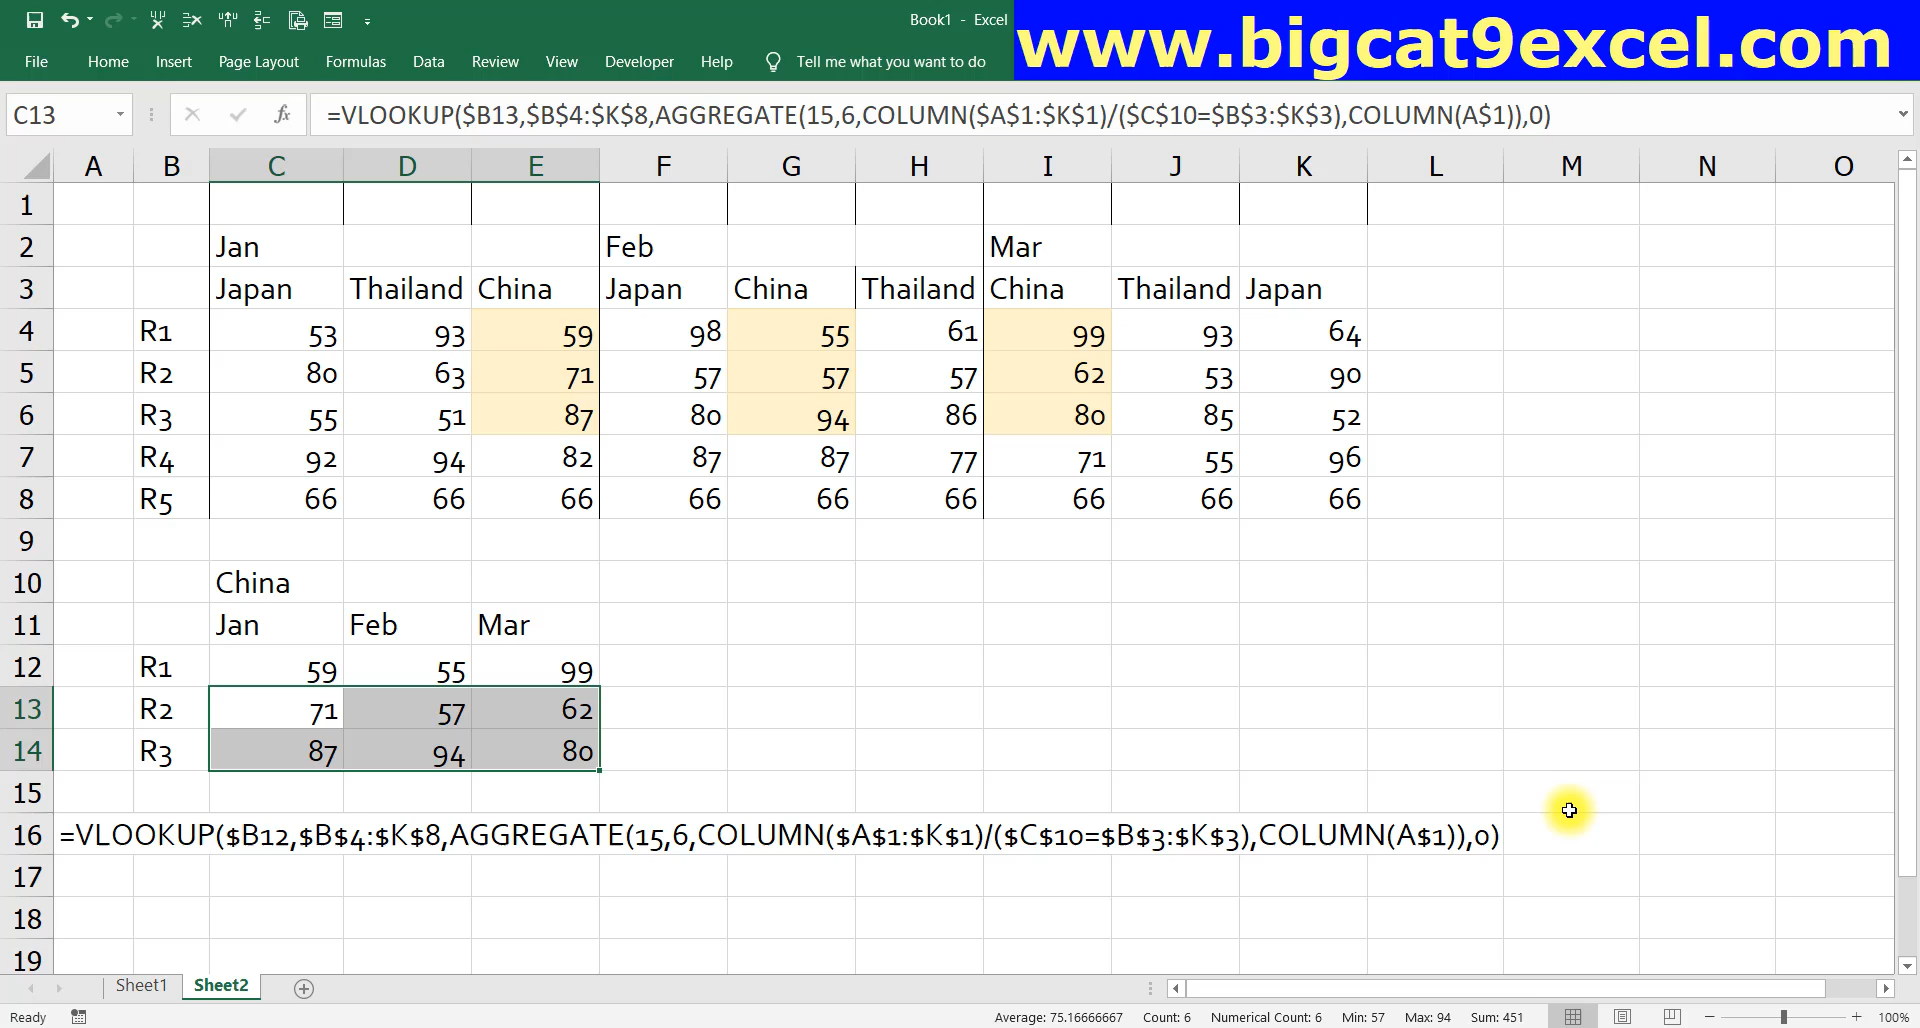 Book1 - Excel
www.bigcat9excel.com
File Home Insert Page Layout Formulas Data Review View Developer Help Tell me what you want to do
C13 fx =VLOOKUP($B13,$B$4:$K$8,AGGREGATE(15,6,COLUMN($A$1:$K$1)/($C$10=$B$3:$K$3),COLUMN(A$1)),0)
A B C D E F G H I J K L M N O
1
2 Jan Feb Mar
3 Japan Thailand China Japan China Thailand China Thailand Japan
4 R1 53 93 59 98 55 61 99 93 64
5 R2 80 63 71 57 57 57 62 53 90
6 R3 55 51 87 80 94 86 80 85 52
7 R4 92 94 82 87 87 77 71 55 96
8 R5 66 66 66 66 66 66 66 66 66
9
10 China
11 Jan Feb Mar
12 R1 59 55 99
13 R2 71 57 62
14 R3 87 94 80
15
16 =VLOOKUP($B12,$B$4:$K$8,AGGREGATE(15,6,COLUMN($A$1:$K$1)/($C$10=$B$3:$K$3),COLUMN(A$1)),0)
17
18
19
Sheet1 Sheet2
Ready Average: 75.16666667 Count: 6 Numerical Count: 6 Min: 57 Max: 94 Sum: 451 100%